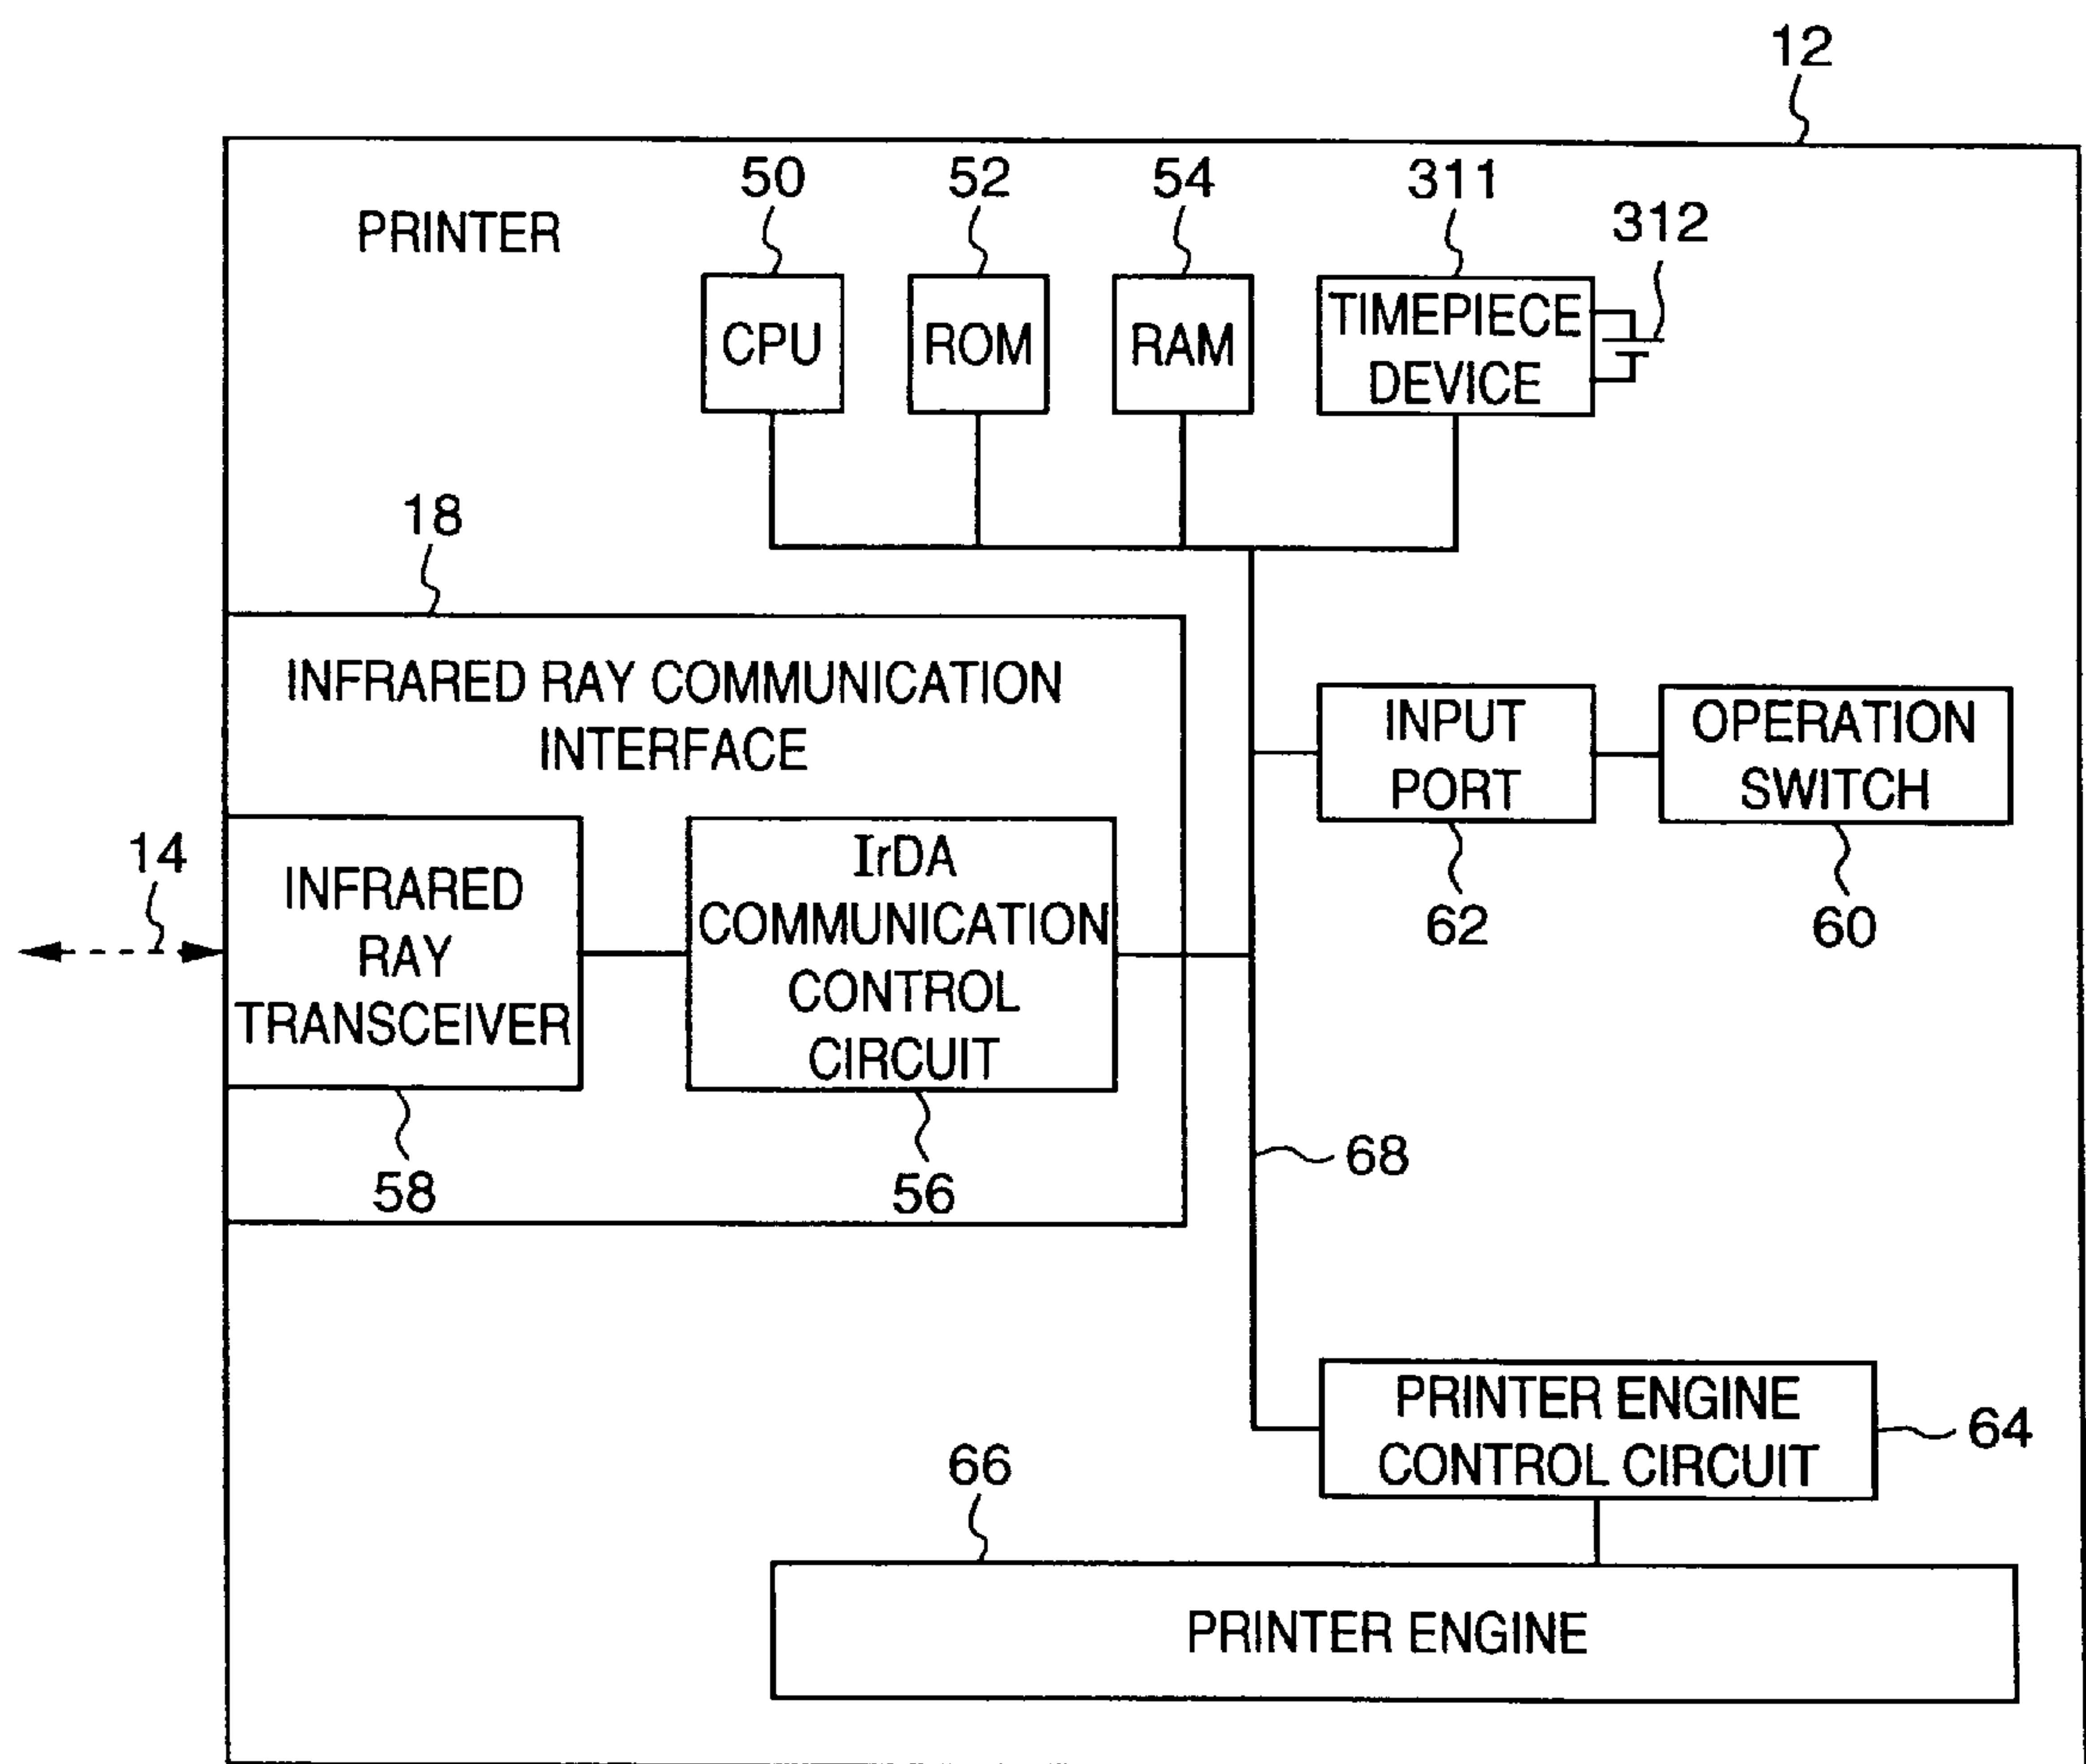 12
50
52
54
311
312
PRINTER
CPU
ROM
RAM
TIMEPIECE
DEVICE
18
INFRARED RAY COMMUNICATION
INTERFACE
INPUT
PORT
OPERATION
SWITCH
62
60
14
INFRARED
RAY
TRANSCEIVER
IrDA
COMMUNICATION
CONTROL
CIRCUIT
58
56
68
PRINTER ENGINE
CONTROL CIRCUIT
64
66
PRINTER ENGINE